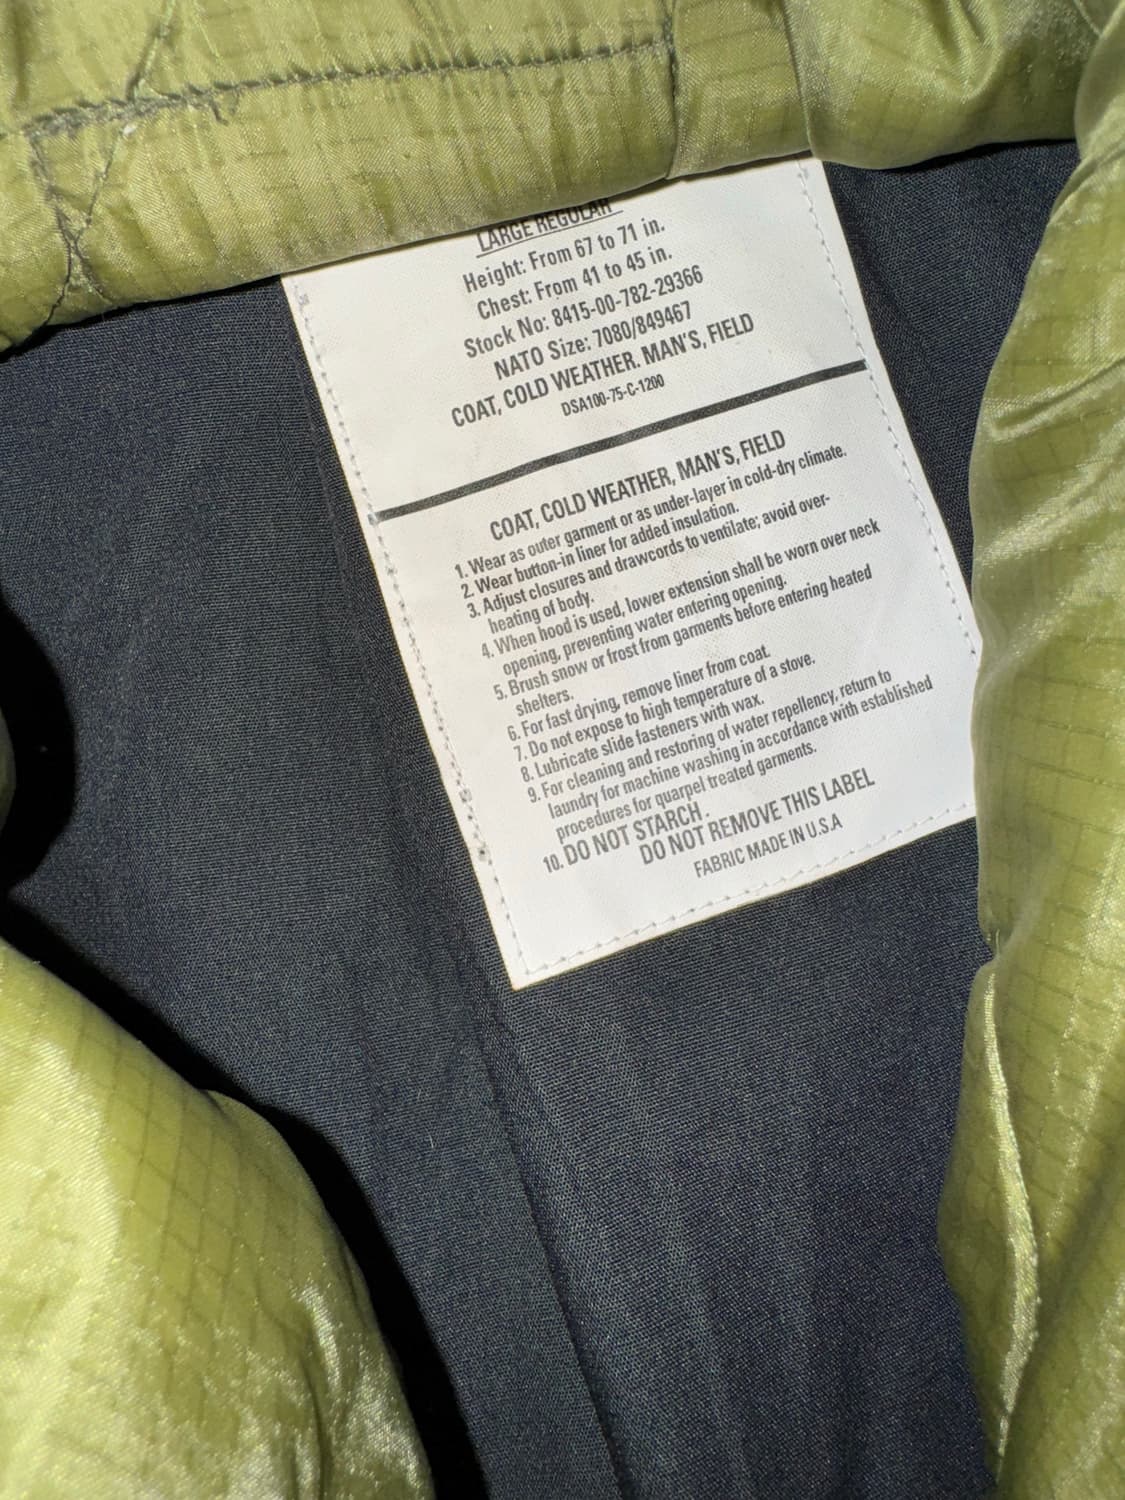 LARGE REGULAR
Height: From 67 to 71 in.
Chest: From 41 to 45 in.
Stock No: 8415-00-782-29366
NATO Size: 7080/849467
COAT, COLD WEATHER. MAN'S, FIELD
DSA100-75-C-1200
COAT, COLD WEATHER, MAN'S, FIELD
1. Wear as outer garment or as under-layer in cold-dry climate.
2. Wear button-in liner for added insulation.
3. Adjust closures and drawcords to ventilate; avoid over-
heating of body.
4. When hood is used, lower extension shall be worn over neck
opening, preventing water entering opening.
5. Brush snow or frost from garments before entering heated
shelters.
6. For fast drying, remove liner from coat.
7. Do not expose to high temperature of a stove.
8. Lubricate slide fasteners with wax.
9. For cleaning and restoring of water repellency, return to
laundry for machine washing in accordance with established
procedures for quarpel treated garments.
10. DO NOT STARCH.
DO NOT REMOVE THIS LABEL
FABRIC MADE IN U.S.A